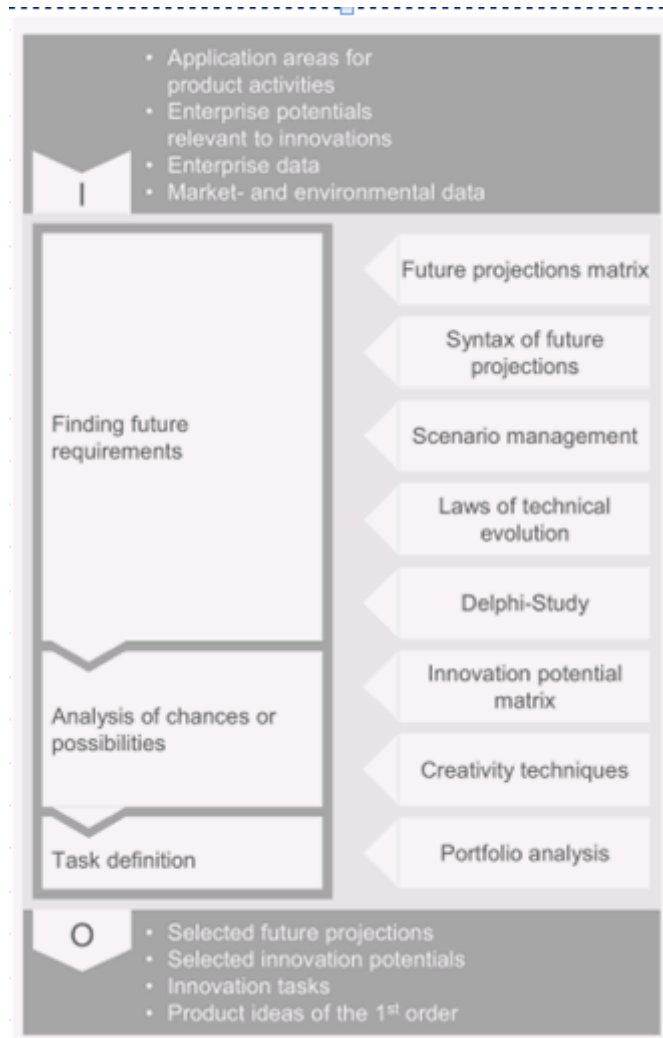 • Application areas for
product activities
• Enterprise potentials
relevant to innovations
• Enterprise data
• Market- and environmental data
I
Finding future
requirements
Future projections matrix
Syntax of future
projections
Scenario management
Laws of technical
evolution
Delphi-Study
Analysis of chances or
possibilities
Innovation potential
matrix
Creativity techniques
Task definition
Portfolio analysis
O
• Selected future projections
• Selected innovation potentials
• Innovation tasks
• Product ideas of the 1st order